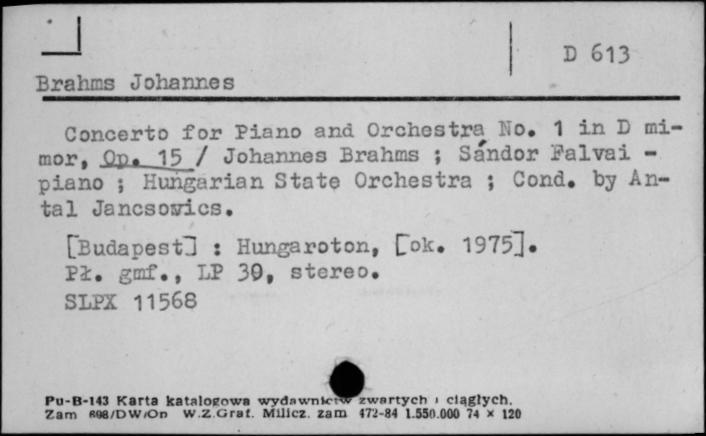 D 613
Brahms Johannes
Concerto for Piano and Orchestra No. 1 in D mi-
mor, Op. 15 / Johannes Brahms ; Sándor Falvai -
piano ; Hungarian State Orchestra ; Cond. by An-
tal Jancsovics.
[Budapest] : Hungaroton, [ok. 1975].
Pł. gmf., LP 30, stereo.
SLPX 11568
Pu-B-143 Karta katalogowa wydawnictw zwartych i ciągłych.
Zam 698/DW/On W.Z.Graf. Milicz. zam 472-84 1.550.000 74 × 120